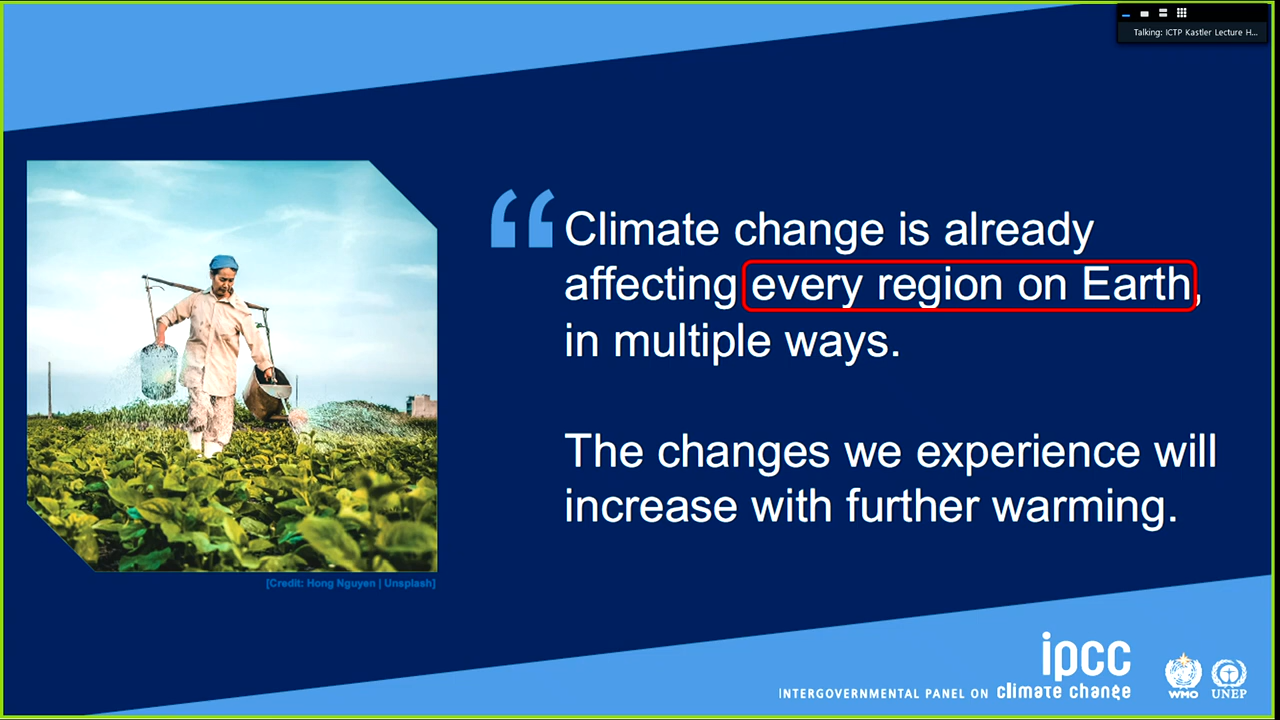 Talking: ICTP Kastler Lecture H...
“Climate change is already
affecting every region on Earth,
in multiple ways.
The changes we experience will
increase with further warming.
[Credit: Hong Nguyen | Unsplash]
ipcc
INTERGOVERNMENTAL PANEL ON climate change
WMO
UNEP